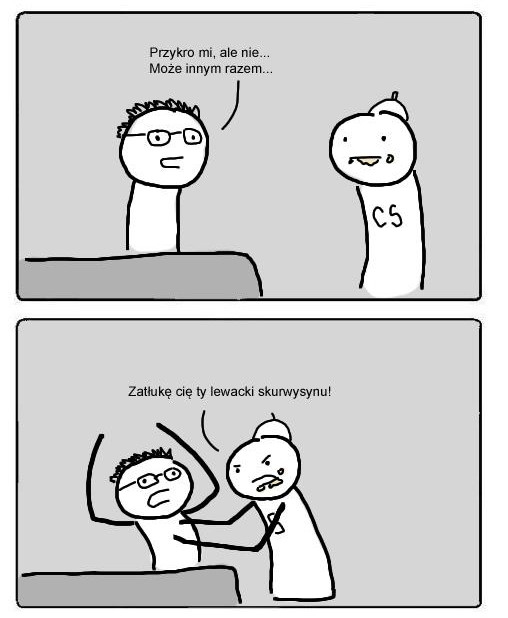 Przykro mi, ale nie...
Może innym razem...
CS
Zatłukę cię ty lewacki skurwysynu!
S